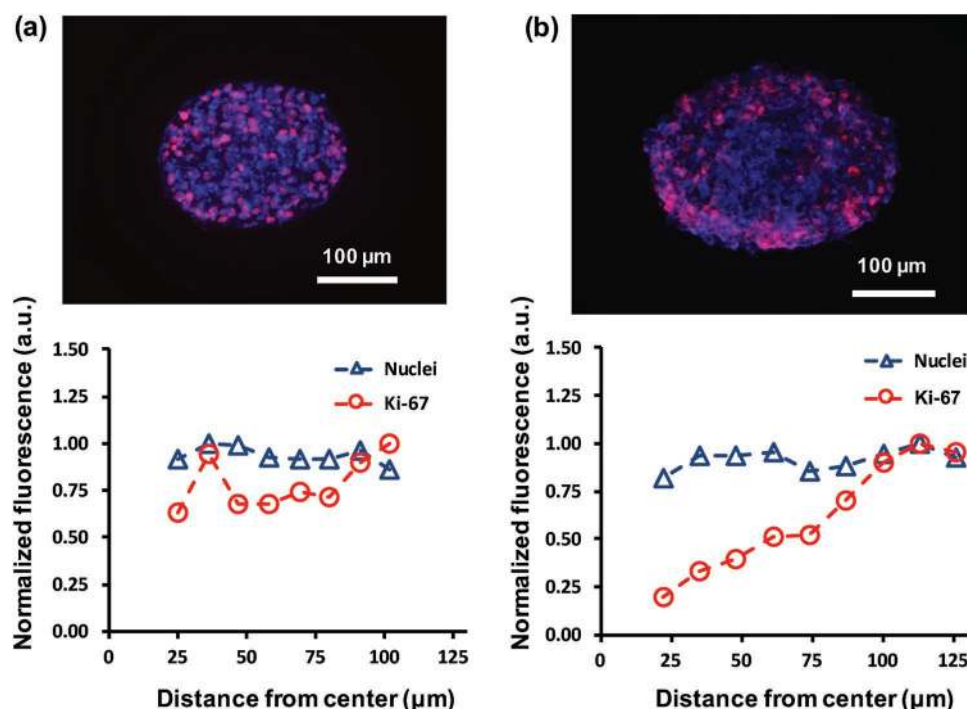 (a)
100 µm
(b)
100 µm
Normalized fluorescence (a.u.)
1.50
1.25
1.00
0.75
0.50
0.25
0.00
Nuclei
Ki-67
0
25
50
75
100
125
Distance from center (µm)
Normalized fluorescence (a.u.)
1.50
1.25
1.00
0.75
0.50
0.25
0.00
Nuclei
Ki-67
0
25
50
75
100
125
Distance from center (µm)